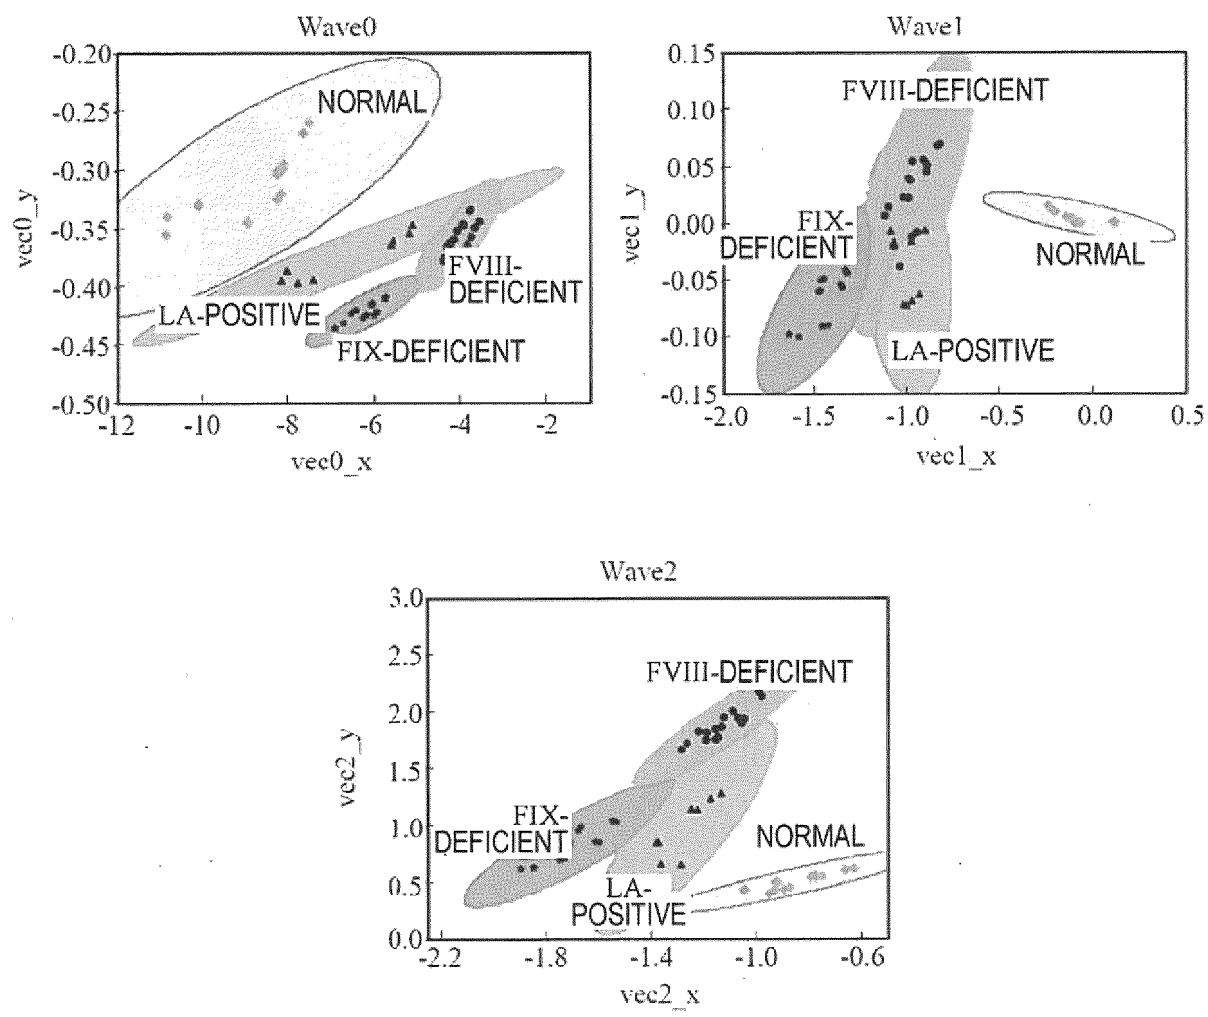 Wave0
-0.20
-0.25
-0.30
-0.35
-0.40
-0.45
-0.50
vec0_y
NORMAL
LA-POSITIVE
FVIII-
DEFICIENT
FIX-DEFICIENT
-12
-10
-8
-6
-4
-2
vec0_x
Wave1
0.15
0.10
0.05
0.00
-0.05
-0.10
-0.15
vec1_y
FVIII-DEFICIENT
FIX-
DEFICIENT
NORMAL
LA-POSITIVE
-2.0
-1.5
-1.0
-0.5
0.0
0.5
vec1_x
Wave2
3.0
2.5
2.0
1.5
1.0
0.5
0.0
vec2_y
FVIII-DEFICIENT
FIX-
DEFICIENT
NORMAL
LA-
POSITIVE
-2.2
-1.8
-1.4
-1.0
-0.6
vec2_x